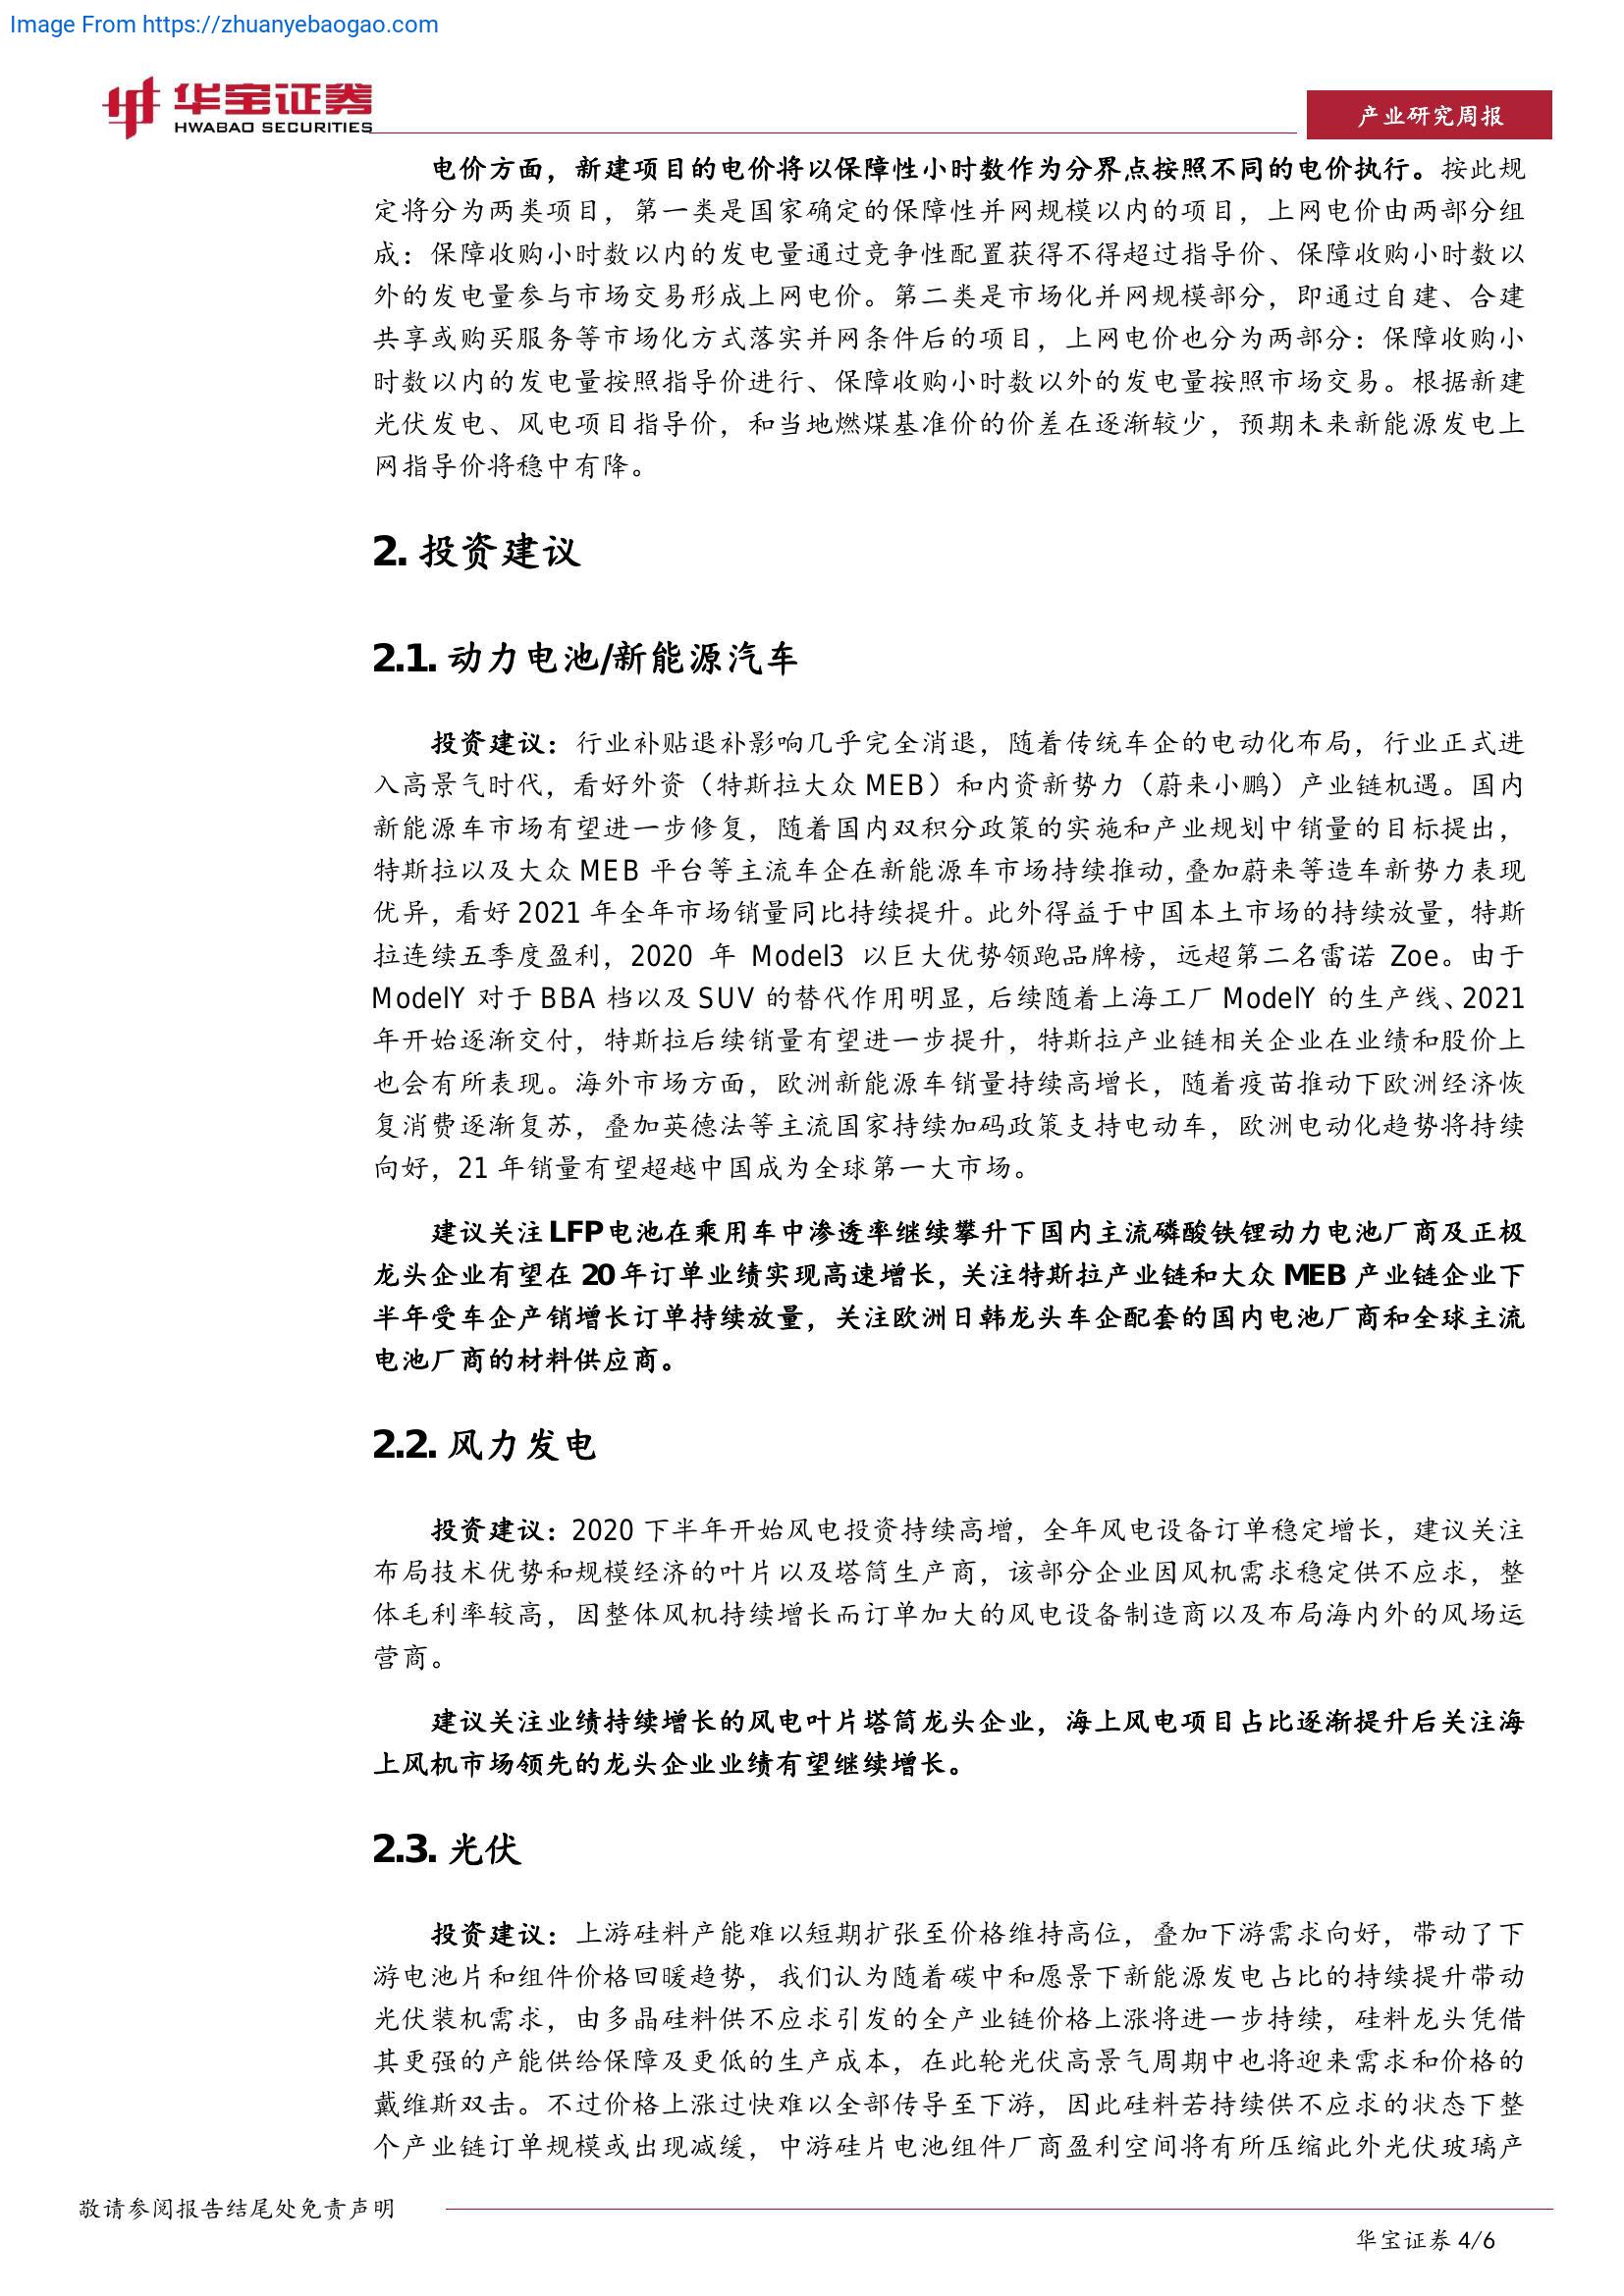 Image From https://zhuanyebaogao.com
华宝证券
HWABAO SECURITIES
产业研究周报
电价方面，新建项目的电价将以保障性小时数作为分界点按照不同的电价执行。按此规
定将分为两类项目，第一类是国家确定的保障性并网规模以内的项目，上网电价由两部分组
成：保障收购小时数以内的发电量通过竞争性配置获得不得超过指导价、保障收购小时数以
外的发电量参与市场交易形成上网电价。第二类是市场化并网规模部分，即通过自建、合建
共享或购买服务等市场化方式落实并网条件后的项目，上网电价也分为两部分：保障收购小
时数以内的发电量按照指导价进行、保障收购小时数以外的发电量按照市场交易。根据新建
光伏发电、风电项目指导价，和当地燃煤基准价的价差在逐渐较少，预期未来新能源发电上
网指导价将稳中有降。
2. 投资建议
2.1. 动力电池/新能源汽车
投资建议：行业补贴退补影响几乎完全消退，随着传统车企的电动化布局，行业正式进
入高景气时代，看好外资（特斯拉大众 MEB）和内资新势力（蔚来小鹏）产业链机遇。国内
新能源车市场有望进一步修复，随着国内双积分政策的实施和产业规划中销量的目标提出，
特斯拉以及大众 MEB 平台等主流车企在新能源车市场持续推动，叠加蔚来等造车新势力表现
优异，看好 2021 年全年市场销量同比持续提升。此外得益于中国本土市场的持续放量，特斯
拉连续五季度盈利，2020 年 Model3 以巨大优势领跑品牌榜，远超第二名雷诺 Zoe。由于
ModelY 对于 BBA 档以及 SUV 的替代作用明显，后续随着上海工厂 ModelY 的生产线、2021
年开始逐渐交付，特斯拉后续销量有望进一步提升，特斯拉产业链相关企业在业绩和股价上
也会有所表现。海外市场方面，欧洲新能源车销量持续高增长，随着疫苗推动下欧洲经济恢
复消费逐渐复苏，叠加英德法等主流国家持续加码政策支持电动车，欧洲电动化趋势将持续
向好，21 年销量有望超越中国成为全球第一大市场。
建议关注 LFP 电池在乘用车中渗透率继续攀升下国内主流磷酸铁锂动力电池厂商及正极
龙头企业有望在 20 年订单业绩实现高速增长，关注特斯拉产业链和大众 MEB 产业链企业下
半年受车企产销增长订单持续放量，关注欧洲日韩龙头车企配套的国内电池厂商和全球主流
电池厂商的材料供应商。
2.2. 风力发电
投资建议：2020 下半年开始风电投资持续高增，全年风电设备订单稳定增长，建议关注
布局技术优势和规模经济的叶片以及塔筒生产商，该部分企业因风机需求稳定供不应求，整
体毛利率较高，因整体风机持续增长而订单加大的风电设备制造商以及布局海内外的风场运
营商。
建议关注业绩持续增长的风电叶片塔筒龙头企业，海上风电项目占比逐渐提升后关注海
上风机市场领先的龙头企业业绩有望继续增长。
2.3. 光伏
投资建议：上游硅料产能难以短期扩张至价格维持高位，叠加下游需求向好，带动了下
游电池片和组件价格回暖趋势，我们认为随着碳中和愿景下新能源发电占比的持续提升带动
光伏装机需求，由多晶硅料供不应求引发的全产业链价格上涨将进一步持续，硅料龙头凭借
其更强的产能供给保障及更低的生产成本，在此轮光伏高景气周期中也将迎来需求和价格的
戴维斯双击。不过价格上涨过快难以全部传导至下游，因此硅料若持续供不应求的状态下整
个产业链订单规模或出现减缓，中游硅片电池组件厂商盈利空间将有所压缩此外光伏玻璃产
敬请参阅报告结尾处免责声明
华宝证券 4/6